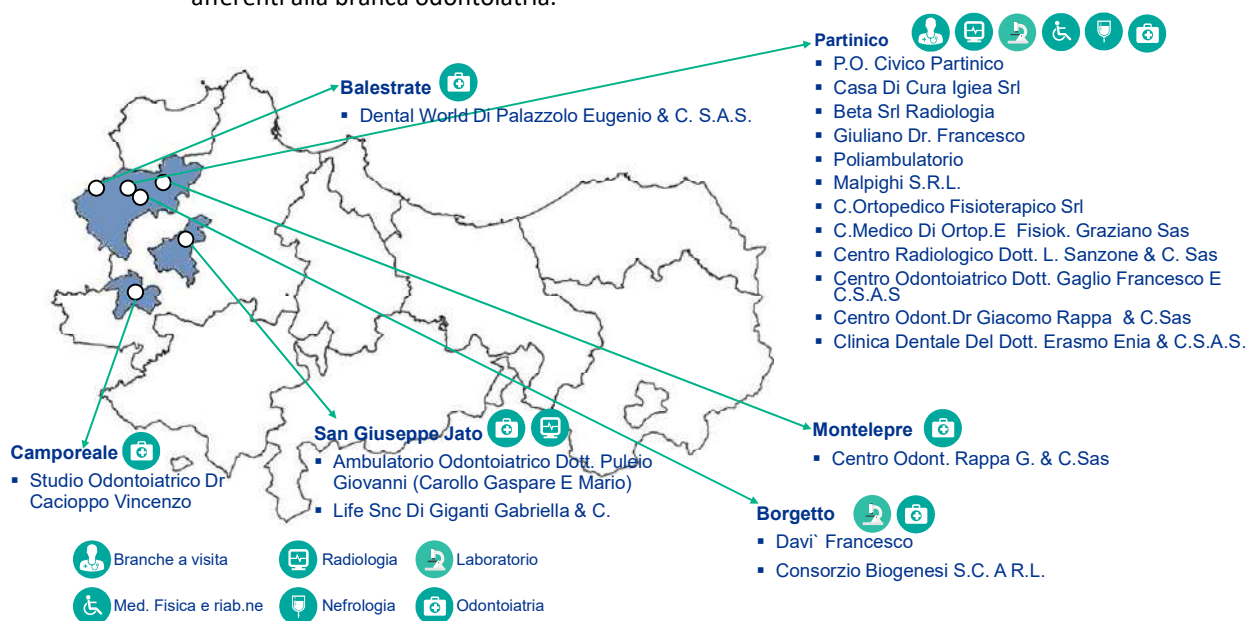 afferenti alla branca odontoiatria.
Partinico
▪ P.O. Civico Partinico
▪ Casa Di Cura Igiea Srl
▪ Beta Srl Radiologia
▪ Giuliano Dr. Francesco
▪ Poliambulatorio
▪ Malpighi S.R.L.
▪ C.Ortopedico Fisioterapico Srl
▪ C.Medico Di Ortop.E Fisiok. Graziano Sas
▪ Centro Radiologico Dott. L. Sanzone & C. Sas
▪ Centro Odontoiatrico Dott. Gaglio Francesco E
C.S.A.S
▪ Centro Odont.Dr Giacomo Rappa & C.Sas
▪ Clinica Dentale Del Dott. Erasmo Enia & C.S.A.S.
Balestrate
▪ Dental World Di Palazzolo Eugenio & C. S.A.S.
Camporeale
▪ Studio Odontoiatrico Dr
Cacioppo Vincenzo
San Giuseppe Jato
▪ Ambulatorio Odontoiatrico Dott. Puleio
Giovanni (Carollo Gaspare E Mario)
▪ Life Snc Di Giganti Gabriella & C.
Montelepre
▪ Centro Odont. Rappa G. & C.Sas
Borgetto
▪ Davi` Francesco
▪ Consorzio Biogenesi S.C. A R.L.
Branche a visita
Radiologia
Laboratorio
Med. Fisica e riab.ne
Nefrologia
Odontoiatria